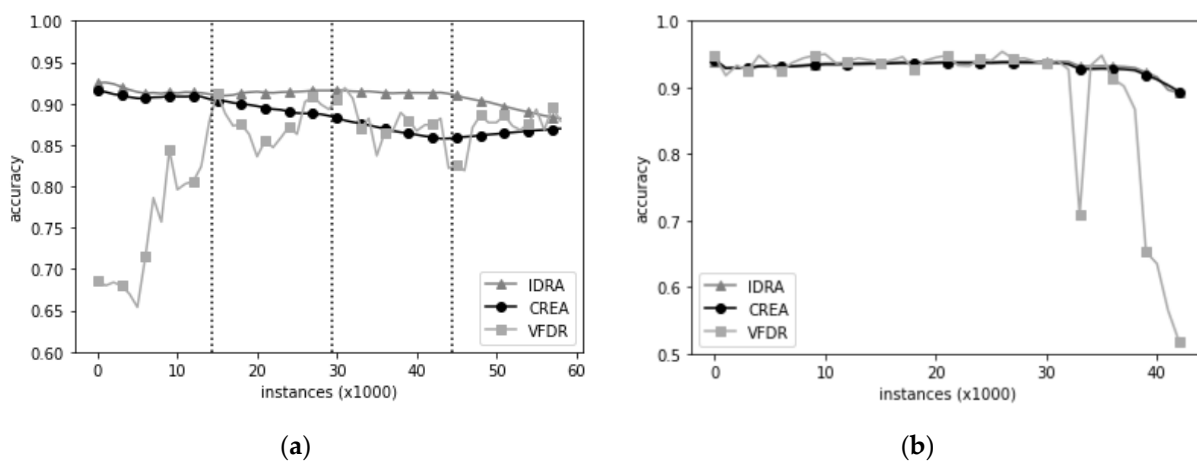 1.00
0.95
0.90
0.85
0.80
0.75
0.70
0.65
0.60
accuracy
IDRA
CREA
VFDR
0 10 20 30 40 50 60
instances (x1000)
(a)
1.0
0.9
0.8
0.7
0.6
0.5
accuracy
IDRA
CREA
VFDR
0 10 20 30 40
instances (x1000)
(b)